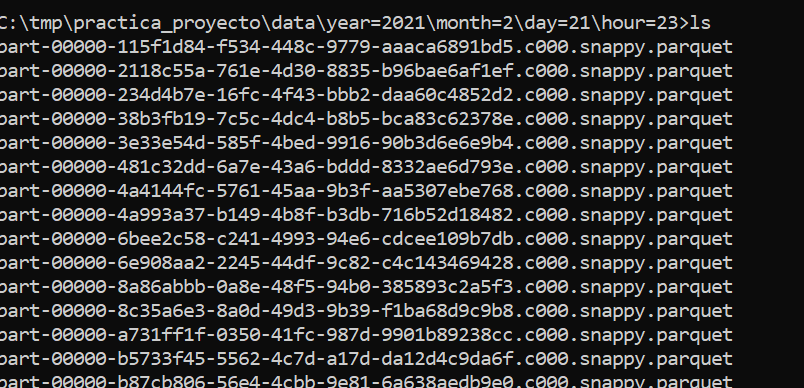 C:\tmp\practica_proyecto\data\year=2021\month=2\day=21\hour=23>ls
part-00000-115f1d84-f534-448c-9779-aaaca6891bd5.c000.snappy.parquet
part-00000-2118c55a-761e-4d30-8835-b96bae6af1ef.c000.snappy.parquet
part-00000-234d4b7e-16fc-4f43-bbb2-daa60c4852d2.c000.snappy.parquet
part-00000-38b3fb19-7c5c-4dc4-b8b5-bca83c62378e.c000.snappy.parquet
part-00000-3e33e54d-585f-4bed-9916-90b3d6e6e9b4.c000.snappy.parquet
part-00000-481c32dd-6a7e-43a6-bddd-8332ae6d793e.c000.snappy.parquet
part-00000-4a4144fc-5761-45aa-9b3f-aa5307ebe768.c000.snappy.parquet
part-00000-4a993a37-b149-4b8f-b3db-716b52d18482.c000.snappy.parquet
part-00000-6bee2c58-c241-4993-94e6-cdcee109b7db.c000.snappy.parquet
part-00000-6e908aa2-2245-44df-9c82-c4c143469428.c000.snappy.parquet
part-00000-8a86abbb-0a8e-48f5-94b0-385893c2a5f3.c000.snappy.parquet
part-00000-8c35a6e3-8a0d-49d3-9b39-f1ba68d9c9b8.c000.snappy.parquet
part-00000-a731ff1f-0350-41fc-987d-9901b89238cc.c000.snappy.parquet
part-00000-b5733f45-5562-4c7d-a17d-da12d4c9da6f.c000.snappy.parquet
part-00000-b87cb806-56e4-4cbb-9e81-6a638aedb9e0.c000.snappy.parquet